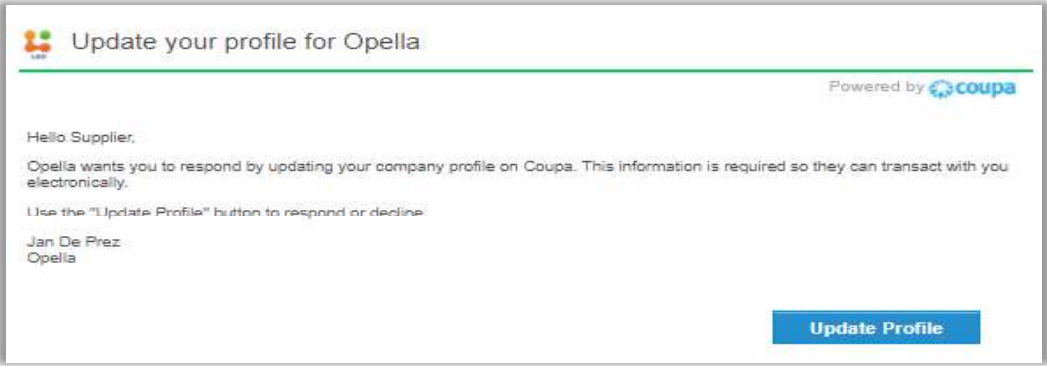 Update your profile for Opella
Powered by coupa
Hello Supplier,
Opella wants you to respond by updating your company profile on Coupa. This information is required so they can transact with you
electronically.
Use the "Update Profile" button to respond or decline
Jan De Prez
Opella
Update Profile